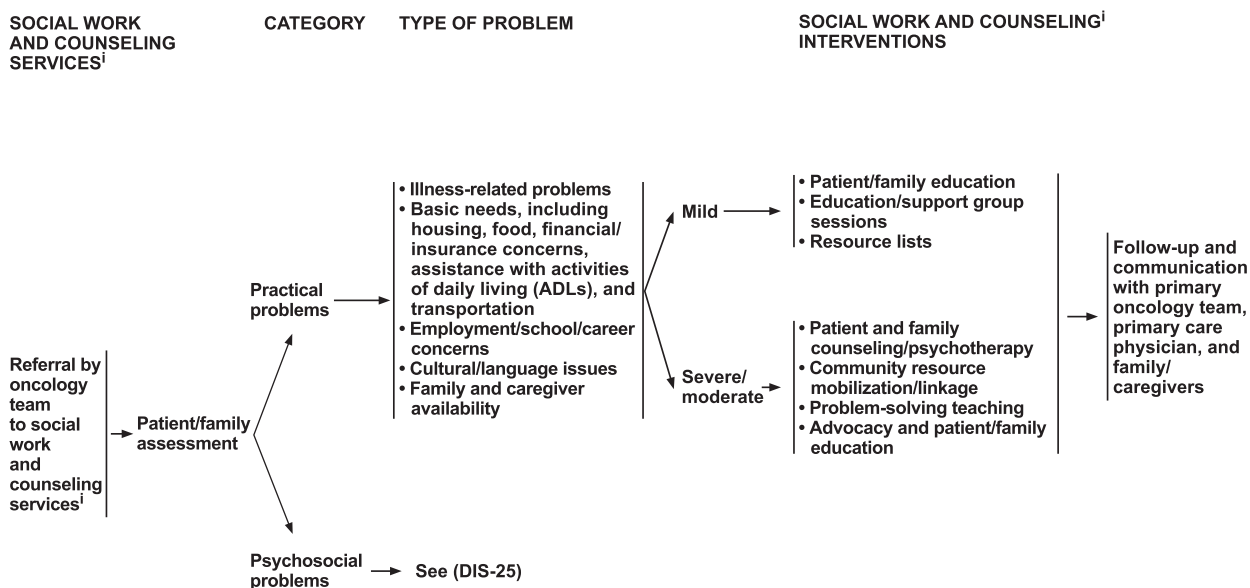 SOCIAL WORK
AND COUNSELING
SERVICESⁱ
CATEGORY
TYPE OF PROBLEM
SOCIAL WORK AND COUNSELINGⁱ
INTERVENTIONS
Referral by
oncology
team
to social
work
and
counseling
servicesⁱ
Patient/family
assessment
Practical
problems
• Illness-related problems
• Basic needs, including
housing, food, financial/
insurance concerns,
assistance with activities
of daily living (ADLs), and
transportation
• Employment/school/career
concerns
• Cultural/language issues
• Family and caregiver
availability
Mild
• Patient/family education
• Education/support group
sessions
• Resource lists
Severe/
moderate
• Patient and family
counseling/psychotherapy
• Community resource
mobilization/linkage
• Problem-solving teaching
• Advocacy and patient/family
education
Follow-up and
communication
with primary
oncology team,
primary care
physician, and
family/
caregivers
Psychosocial
problems
See (DIS-25)